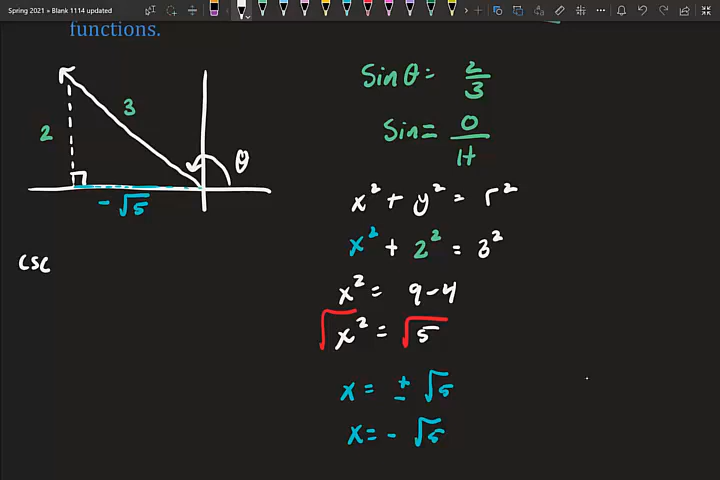 Spring 2021 » Blank 1114 updated
functions.
3
2
θ
-√5
csc
Sinθ = 2/3
Sin = O/H
x² + y² = r²
x² + 2² = 3²
x² = 9-4
√x² = √5
x = ± √5
x = - √5